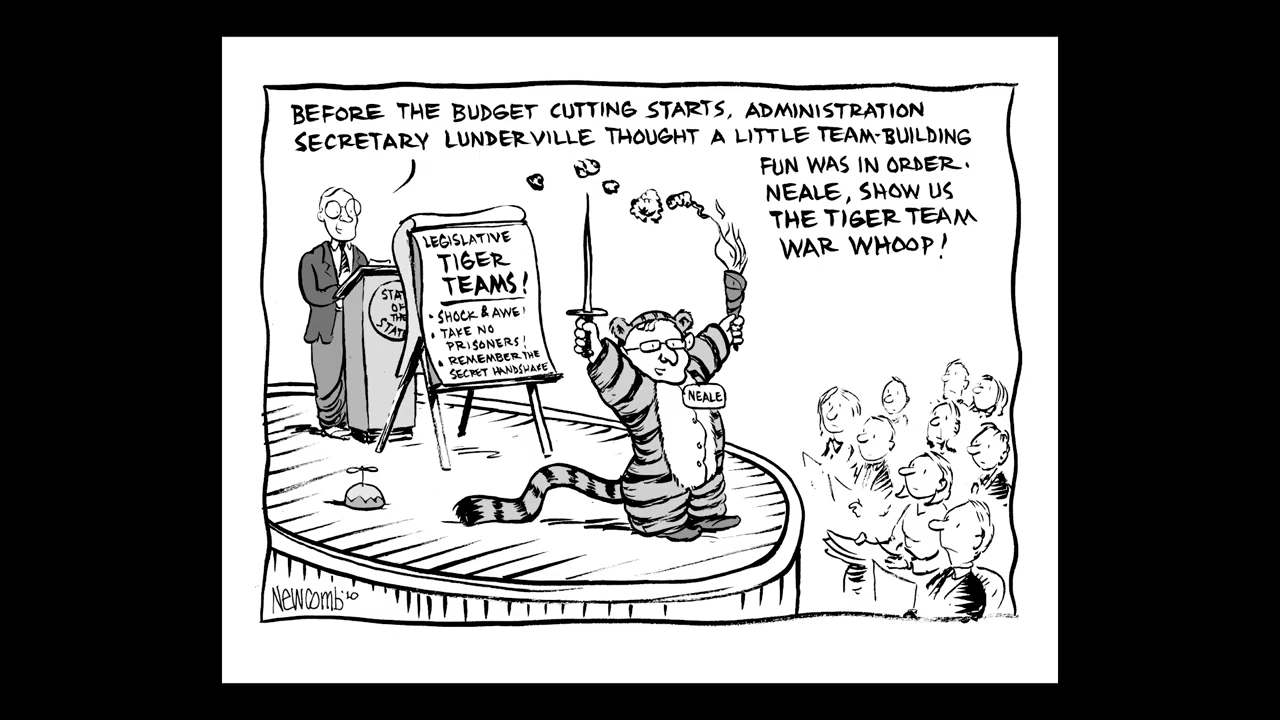 BEFORE THE BUDGET CUTTING STARTS, ADMINISTRATION
SECRETARY LUNDERVILLE THOUGHT A LITTLE TEAM-BUILDING
FUN WAS IN ORDER.
NEALE, SHOW US
THE TIGER TEAM
WAR WHOOP!
LEGISLATIVE
TIGER
TEAMS!
• SHOCK & AWE!
• TAKE NO
PRISONERS!
• REMEMBER THE
SECRET HANDSHAKE
STATE
OF
THE
STATE
NEALE
NEWCOMB '10